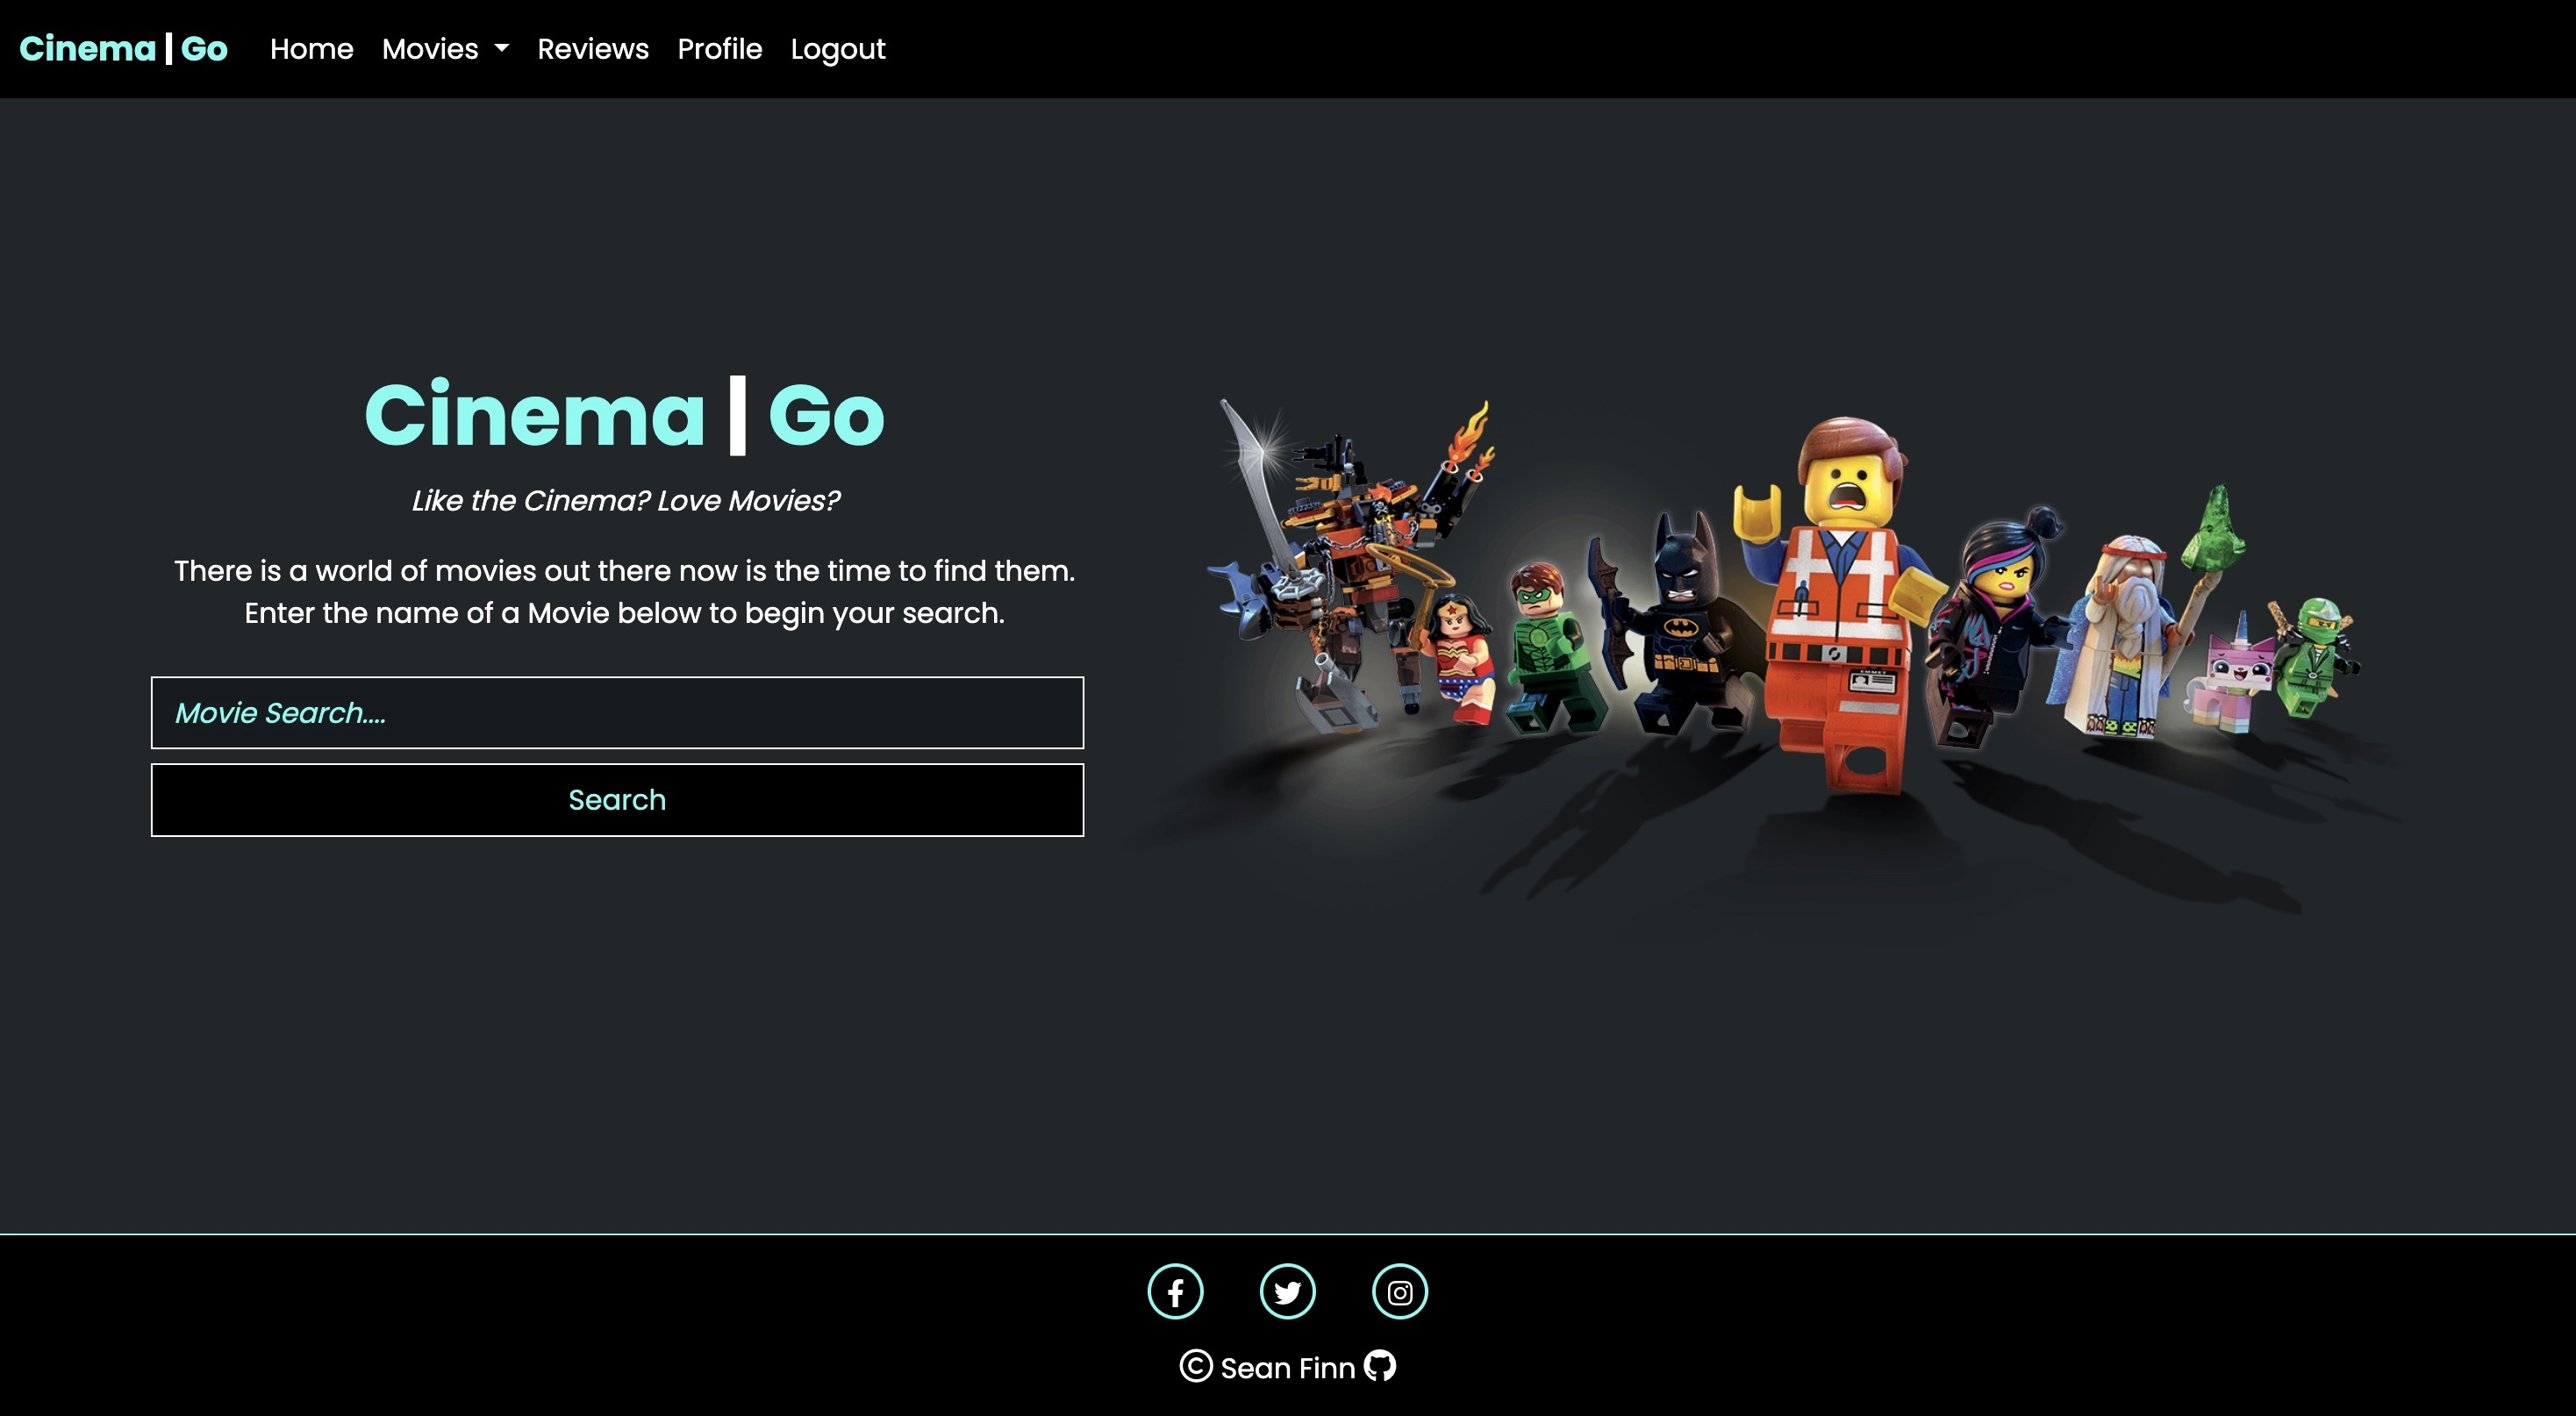 Cinema | Go
Home Movies Reviews Profile Logout
Cinema | Go
Like the Cinema? Love Movies?
There is a world of movies out there now is the time to find them.
Enter the name of a Movie below to begin your search.
Movie Search....
Search
© Sean Finn